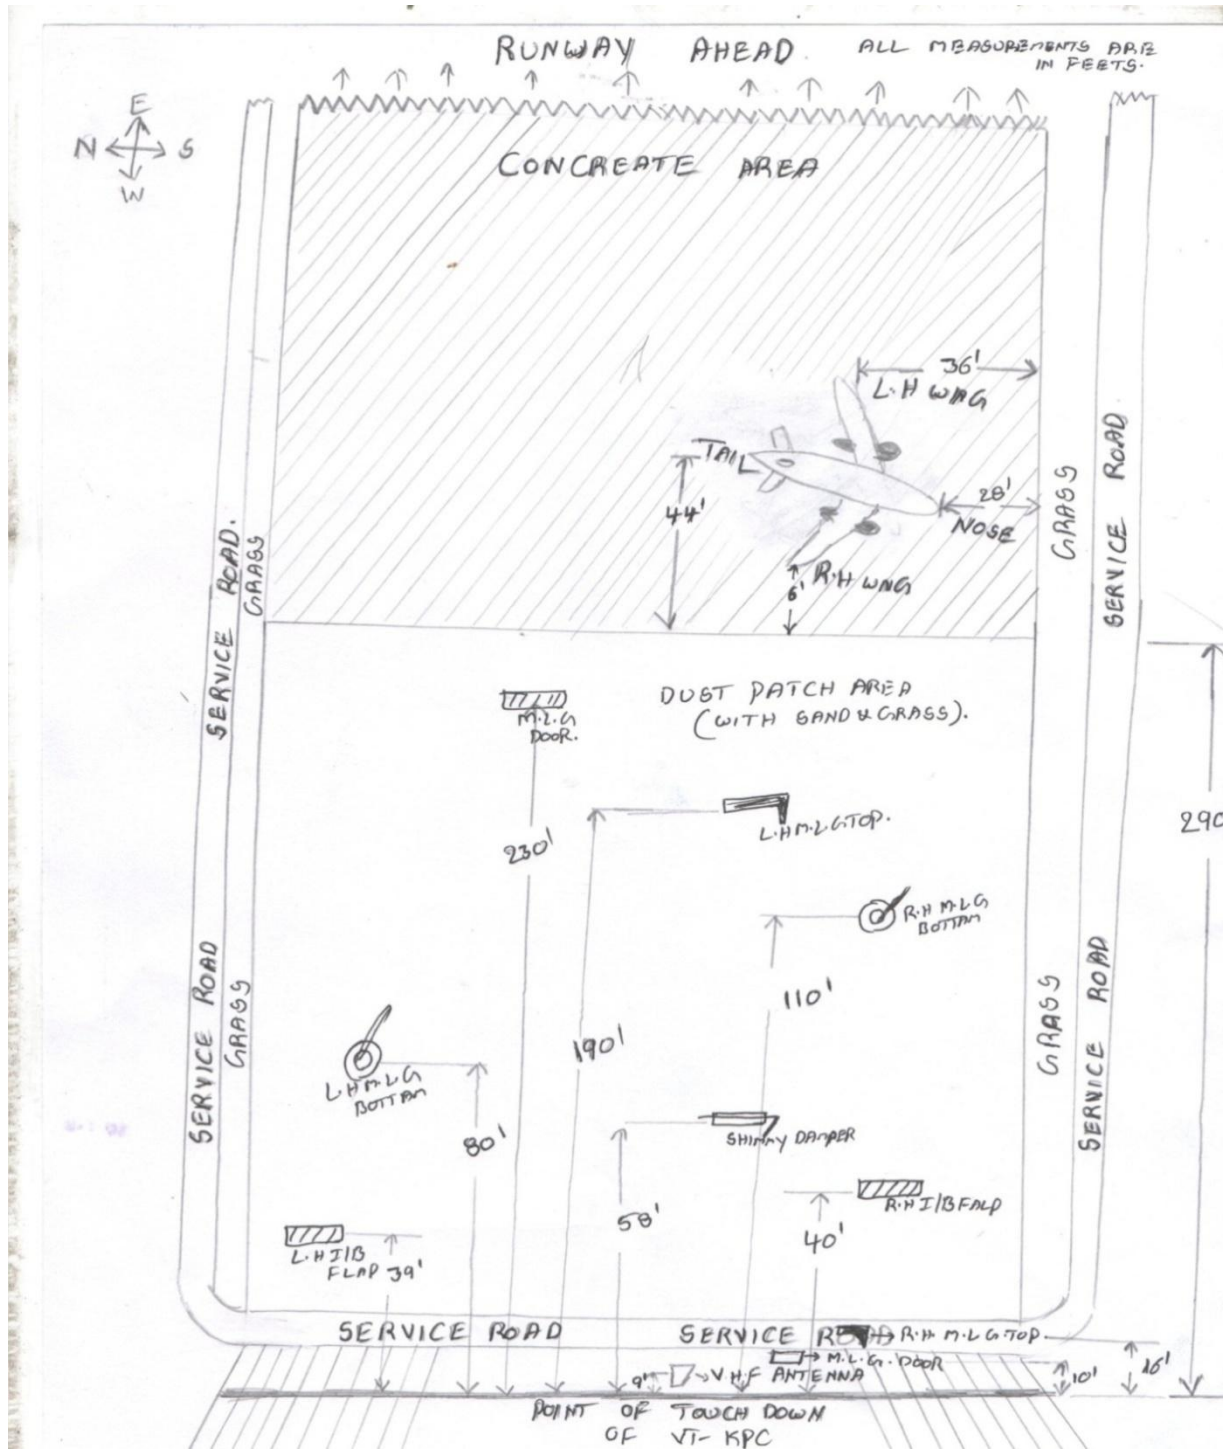 RUNWAY AHEAD.
ALL MEASUREMENTS ARE
IN FEETS.
E
N S
W
CONCREATE AREA
36'
L.H WNG
TAIL
44'
28'
NOSE
R.H WNG
6'
GRASS
SERVICE ROAD
SERVICE ROAD.
GRASS
DUST PATCH AREA
(WITH SAND & GRASS).
M.L.G
DOOR.
290
L.H M.L.G TOP.
230'
R.H M.L.G
BOTTAM
110'
190'
SERVICE ROAD
GRASS
GRASS
SERVICE ROAD
L.H M.L.G
BOTTAM
80'
SHIMMY DAMPER
58'
R.H I/B FALP
40'
L.H I/B
FLAP 39'
SERVICE ROAD
SERVICE ROAD
R.H M.L.G TOP.
M.L.G. DOOR
16'
10'
9'
V.H.F ANTENNA
POINT OF TOUCH DOWN
OF VT- KPC